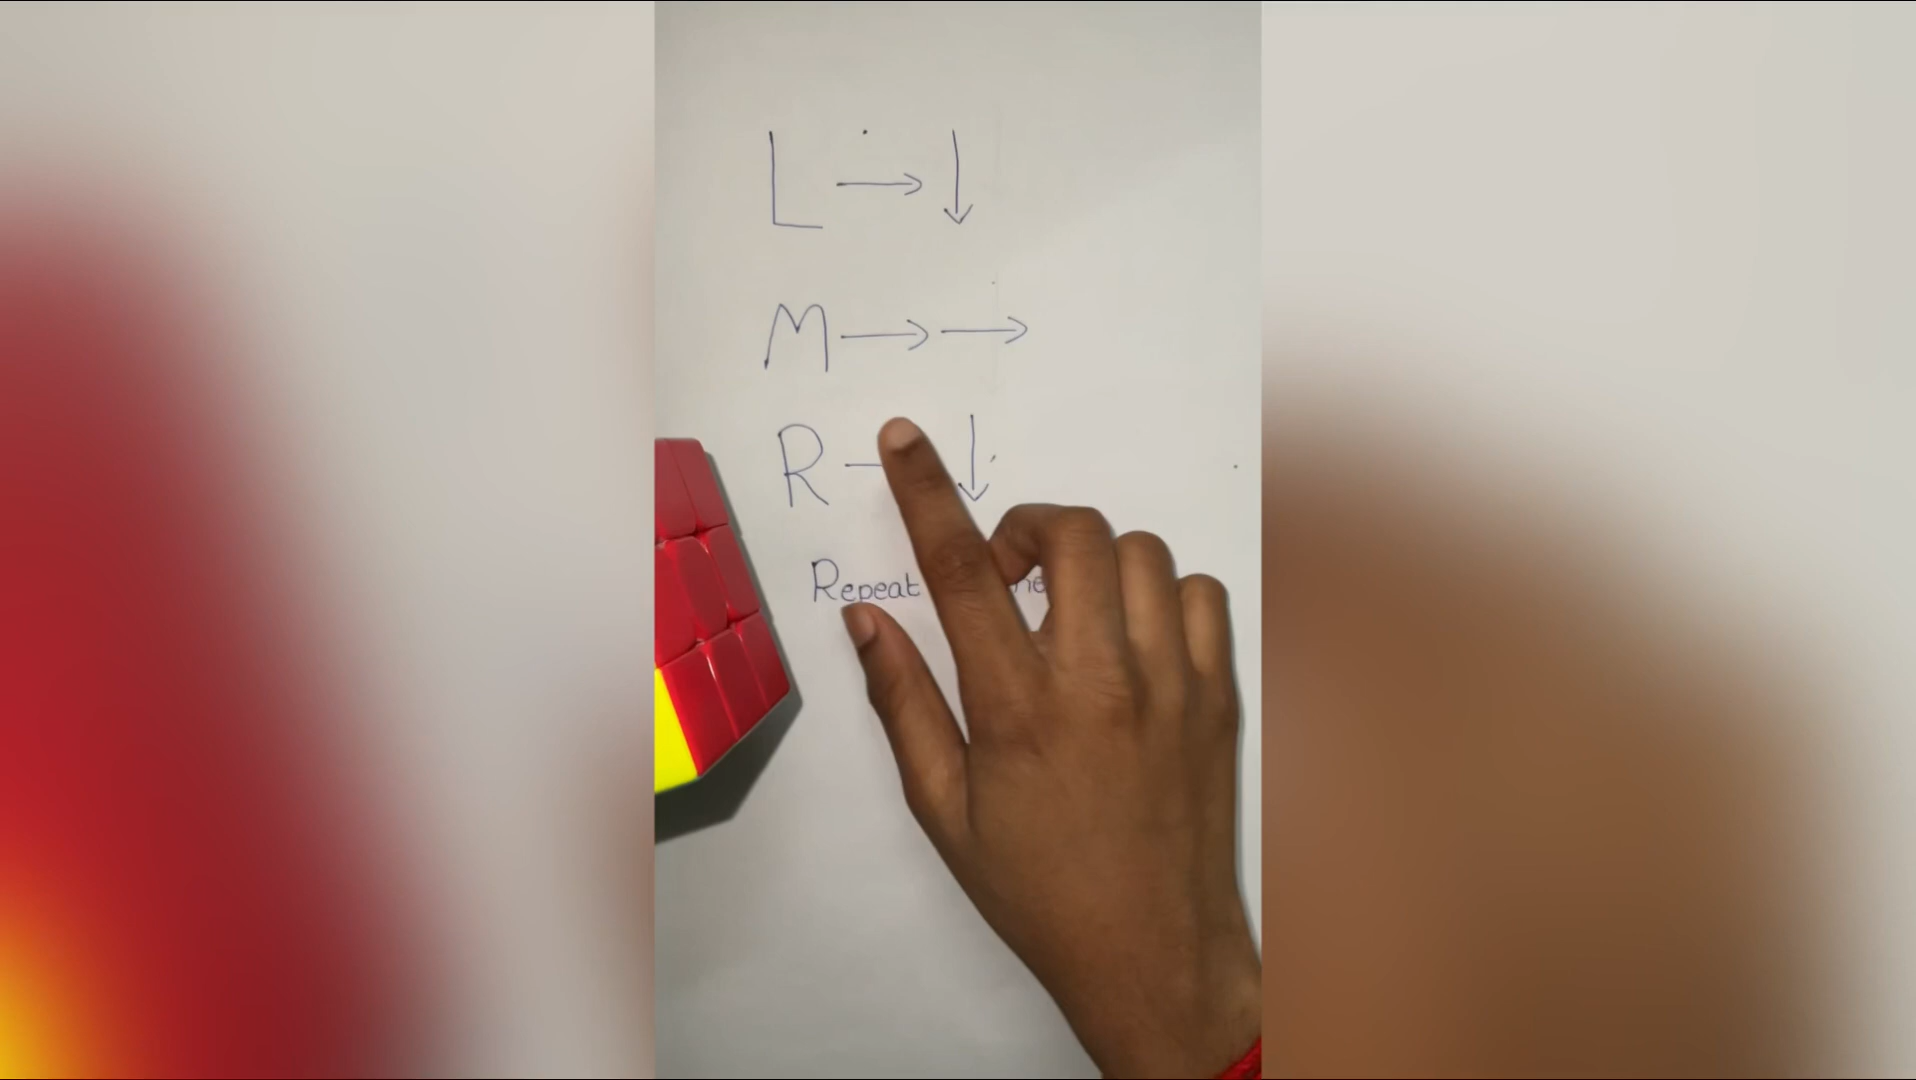 L → ↓
M → →
R ↓
Repeat